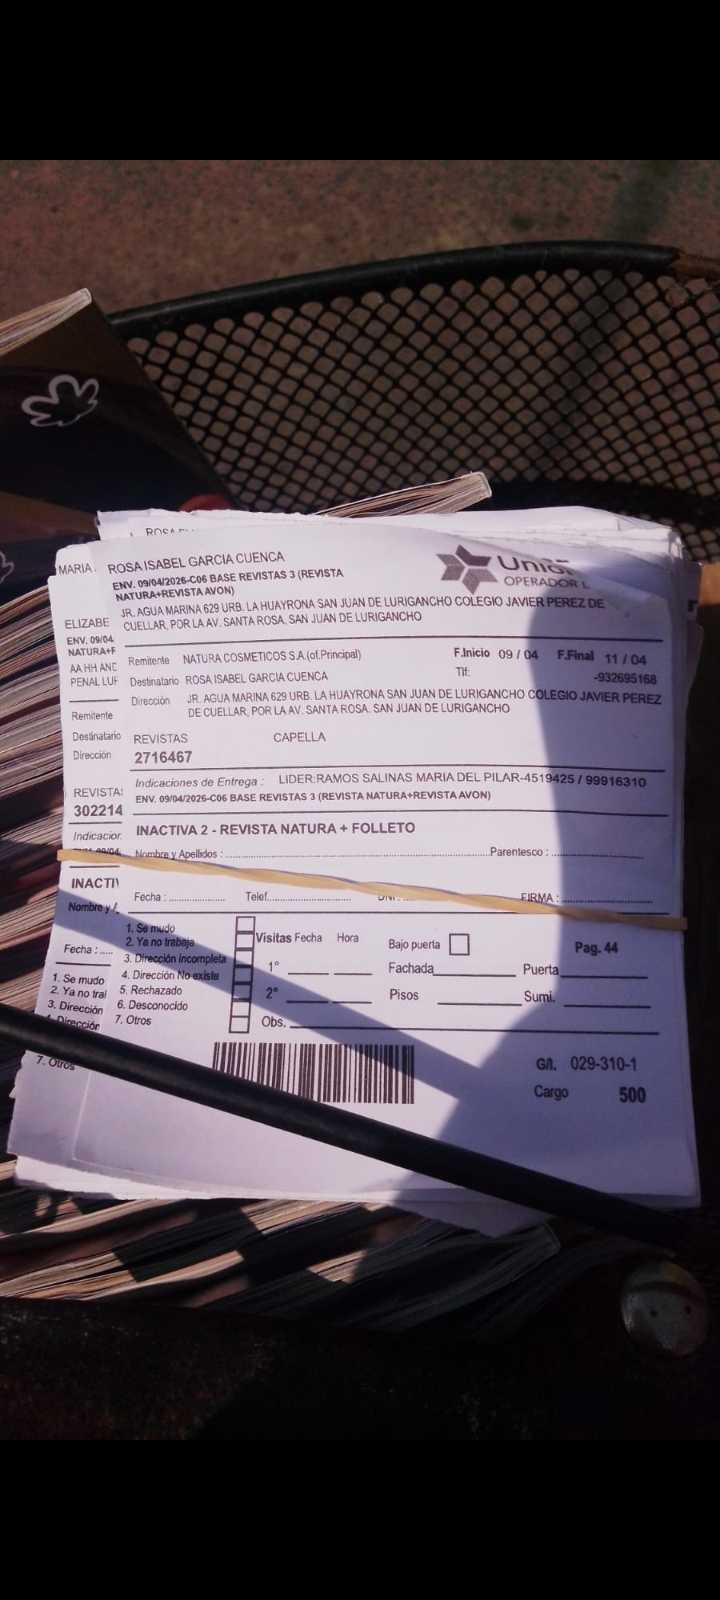 ROSA
MARIA
ROSA ISABEL GARCIA CUENCA
ENV. 09/04/2026-C06 BASE REVISTAS 3 (REVISTA
NATURA+REVISTA AVON)
JR. AGUA MARINA 629 URB. LA HUAYRONA SAN JUAN DE LURIGANCHO COLEGIO JAVIER PEREZ DE
CUELLAR, POR LA AV. SANTA ROSA. SAN JUAN DE LURIGANCHO
OPERADOR L
Remitente NATURA COSMETICOS S.A.(of.Principal) F.Inicio 09 / 04 F.Final 11 / 04
Destinatario ROSA ISABEL GARCIA CUENCA Tlf: -932695168
Dirección JR. AGUA MARINA 629 URB. LA HUAYRONA SAN JUAN DE LURIGANCHO COLEGIO JAVIER PEREZ
DE CUELLAR, POR LA AV. SANTA ROSA. SAN JUAN DE LURIGANCHO
REVISTAS CAPELLA
2716467
Indicaciones de Entrega : LIDER:RAMOS SALINAS MARIA DEL PILAR-4519425 / 99916310
ENV. 09/04/2026-C06 BASE REVISTAS 3 (REVISTA NATURA+REVISTA AVON)
INACTIVA 2 - REVISTA NATURA + FOLLETO
Nombre y Apellidos : Parentesco :
Fecha : Telef. DNI FIRMA :
1. Se mudo
2. Ya no trabaja
3. Dirección incompleta
4. Dirección No existe
5. Rechazado
6. Desconocido
7. Otros
Visitas Fecha Hora
1°
2°
Obs.
Bajo puerta
Fachada Puerta
Pisos Sumi.
Pag. 44
G/l. 029-310-1
Cargo 500
ELIZABE
ENV. 09/04
NATURA+F
AA HH AND
PENAL LUF
Remitente
Destinatario
Dirección
REVISTAS
302214
Indicacior
INACTIV
Nombre y
Fecha :
1. Se mudo
2. Ya no tral
3. Dirección
4. Dirección
7. Otros